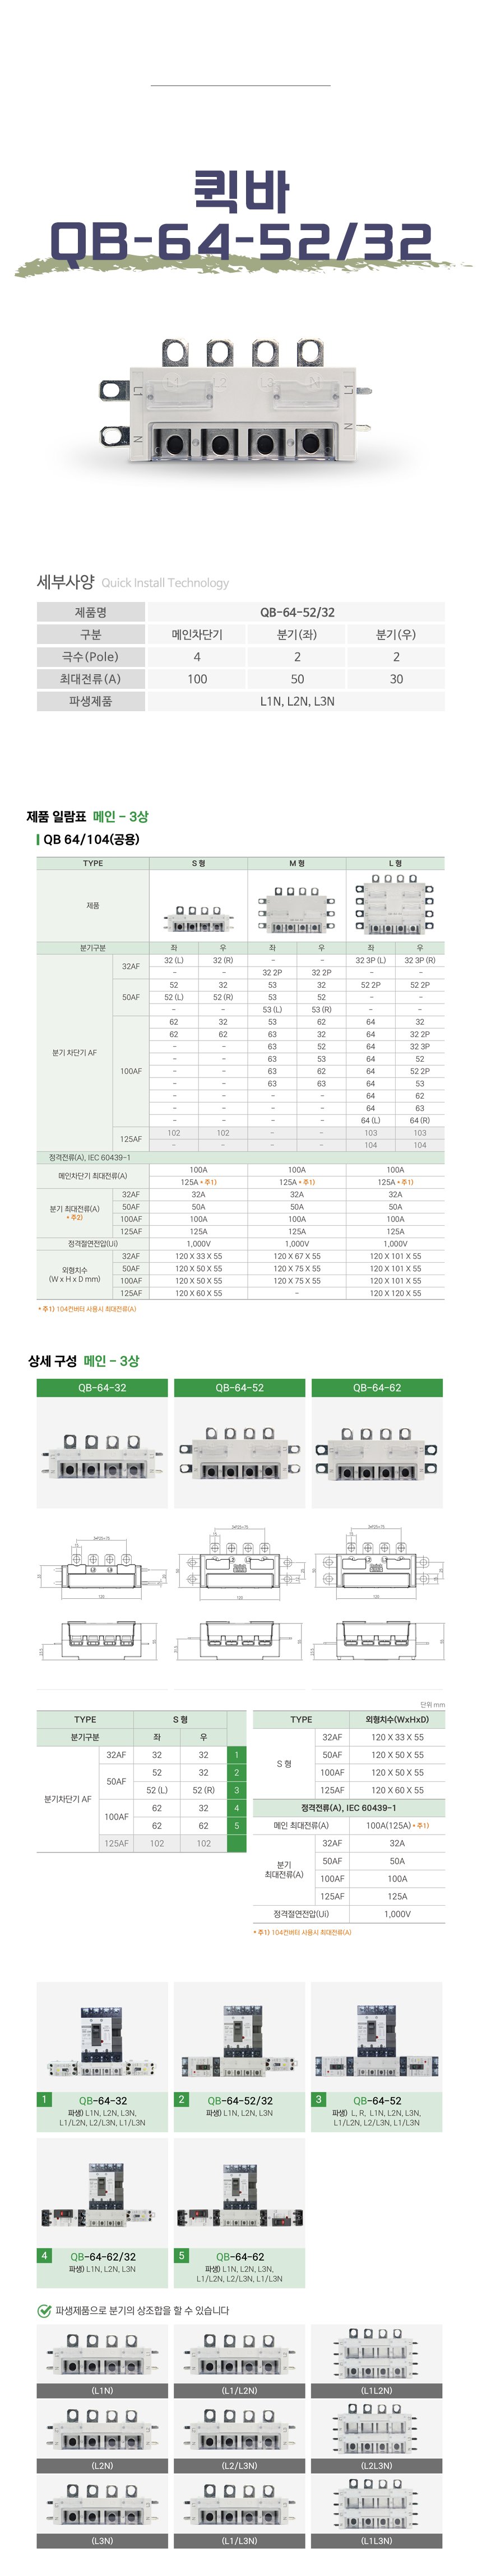 퀵바
QB-64-52/32
L1 L2 L3 N L1
N N
세부사양 Quick Install Technology
제품명 QB-64-52/32
구분 메인차단기 분기(좌) 분기(우)
극수(Pole) 4 2 2
최대전류(A) 100 50 30
파생제품 L1N, L2N, L3N
제품 일람표 메인 - 3상
QB 64/104(공용)
TYPE S 형 M 형 L 형
제품
분기구분 좌 우 좌 우 좌 우
분기 차단기 AF
32AF 32 (L) 32 (R) - - 32 3P (L) 32 3P (R)
- - 32 2P 32 2P - -
50AF 52 32 53 32 52 2P 52 2P
52 (L) 52 (R) 53 52 - -
- - 53 (L) 53 (R) - -
100AF 62 32 53 62 64 32
62 62 63 32 64 32 2P
- - 63 52 64 32 3P
- - 63 53 64 52
- - 63 62 64 52 2P
- - 63 63 64 53
- - - - 64 62
- - - - 64 63
- - - - 64 (L) 64 (R)
125AF 102 102 - - 103 103
- - - - 104 104
정격전류(A), IEC 60439-1
메인차단기 최대전류(A) 100A 100A 100A
125A *주1) 125A *주1) 125A *주1)
분기 최대전류(A)
*주2)
32AF 32A 32A 32A
50AF 50A 50A 50A
100AF 100A 100A 100A
125AF 125A 125A 125A
정격절연전압(Ui) 1,000V 1,000V 1,000V
외형치수
(W x H x D mm)
32AF 120 X 33 X 55 120 X 67 X 55 120 X 101 X 55
50AF 120 X 50 X 55 120 X 75 X 55 120 X 101 X 55
100AF 120 X 50 X 55 120 X 75 X 55 120 X 101 X 55
125AF 120 X 60 X 55 - 120 X 120 X 55
*주1) 104컨버터 사용시 최대전류(A)
상세 구성 메인 - 3상
QB-64-32 QB-64-52 QB-64-62
단위 mm
TYPE S 형
분기구분 좌 우
분기차단기 AF
32AF 32 32 1
50AF 52 32 2
52 (L) 52 (R) 3
100AF 62 32 4
62 62 5
125AF 102 102
TYPE 외형치수(WxHxD)
S 형
32AF 120 X 33 X 55
50AF 120 X 50 X 55
100AF 120 X 50 X 55
125AF 120 X 60 X 55
정격전류(A), IEC 60439-1
메인 최대전류(A) 100A(125A) *주1)
분기
최대전류(A)
32AF 32A
50AF 50A
100AF 100A
125AF 125A
정격절연전압(Ui) 1,000V
*주1) 104컨버터 사용시 최대전류(A)
1 QB-64-32
파생) L1N, L2N, L3N,
L1/L2N, L2/L3N, L1/L3N
2 QB-64-52/32
파생) L1N, L2N, L3N
3 QB-64-52
파생) L, R, L1N, L2N, L3N,
L1/L2N, L2/L3N, L1/L3N
4 QB-64-62/32
파생) L1N, L2N, L3N
5 QB-64-62
파생) L1N, L2N, L3N,
L1/L2N, L2/L3N, L1/L3N
파생제품으로 분기의 상조합을 할 수 있습니다
(L1N) (L1/L2N) (L1L2N)
(L2N) (L2/L3N) (L2L3N)
(L3N) (L1/L3N) (L1L3N)